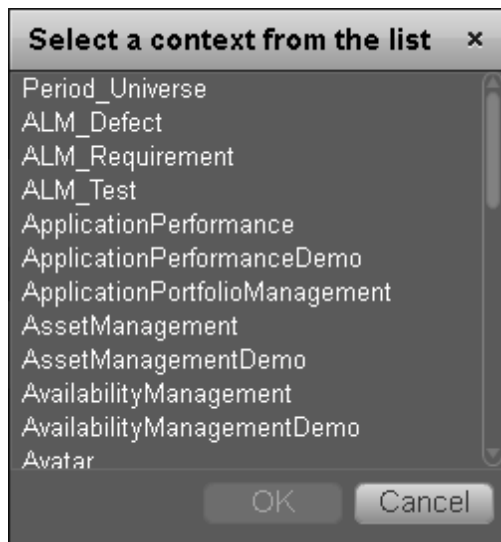 Select a context from the list ×
Period_Universe
ALM_Defect
ALM_Requirement
ALM_Test
ApplicationPerformance
ApplicationPerformanceDemo
ApplicationPortfolioManagement
AssetManagement
AssetManagementDemo
AvailabilityManagement
AvailabilityManagementDemo
Avatar
OK Cancel